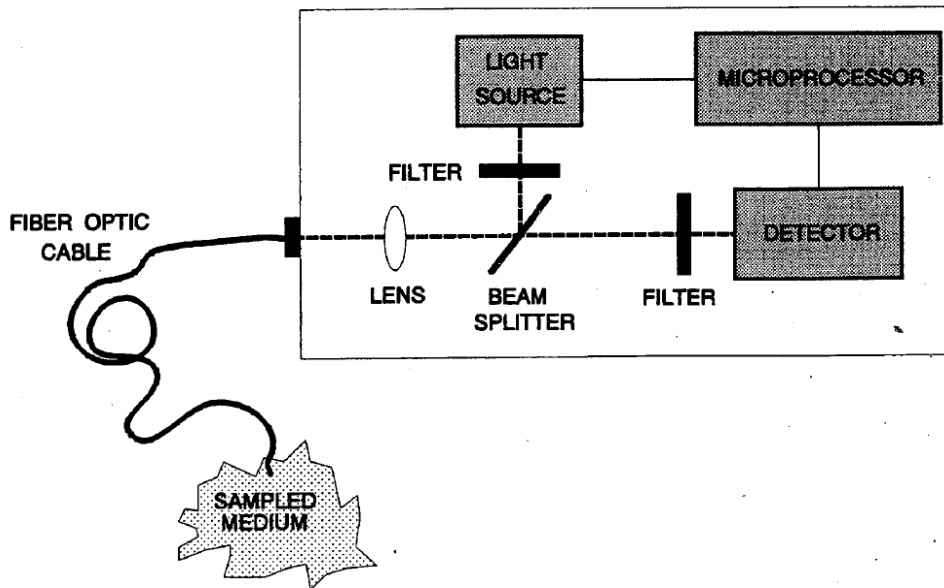 LIGHT
SOURCE
MICROPROCESSOR
FILTER
FIBER OPTIC
CABLE
DETECTOR
LENS
BEAM
SPLITTER
FILTER
SAMPLED
MEDIUM